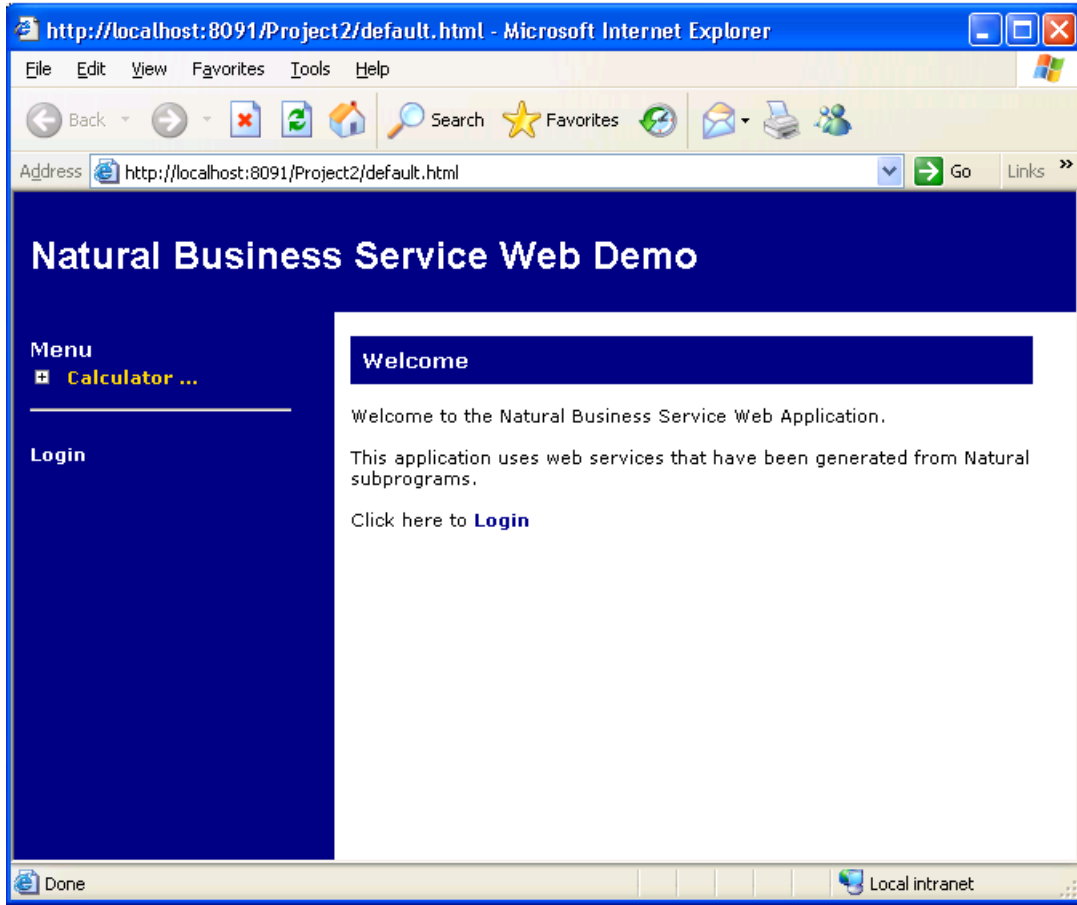 http://localhost:8091/Project2/default.html - Microsoft Internet Explorer
File Edit View Favorites Tools Help
Back Search Favorites
Address http://localhost:8091/Project2/default.html Go Links »
Natural Business Service Web Demo
Menu
Calculator ...
Login
Welcome
Welcome to the Natural Business Service Web Application.
This application uses web services that have been generated from Natural
subprograms.
Click here to Login
Done Local intranet